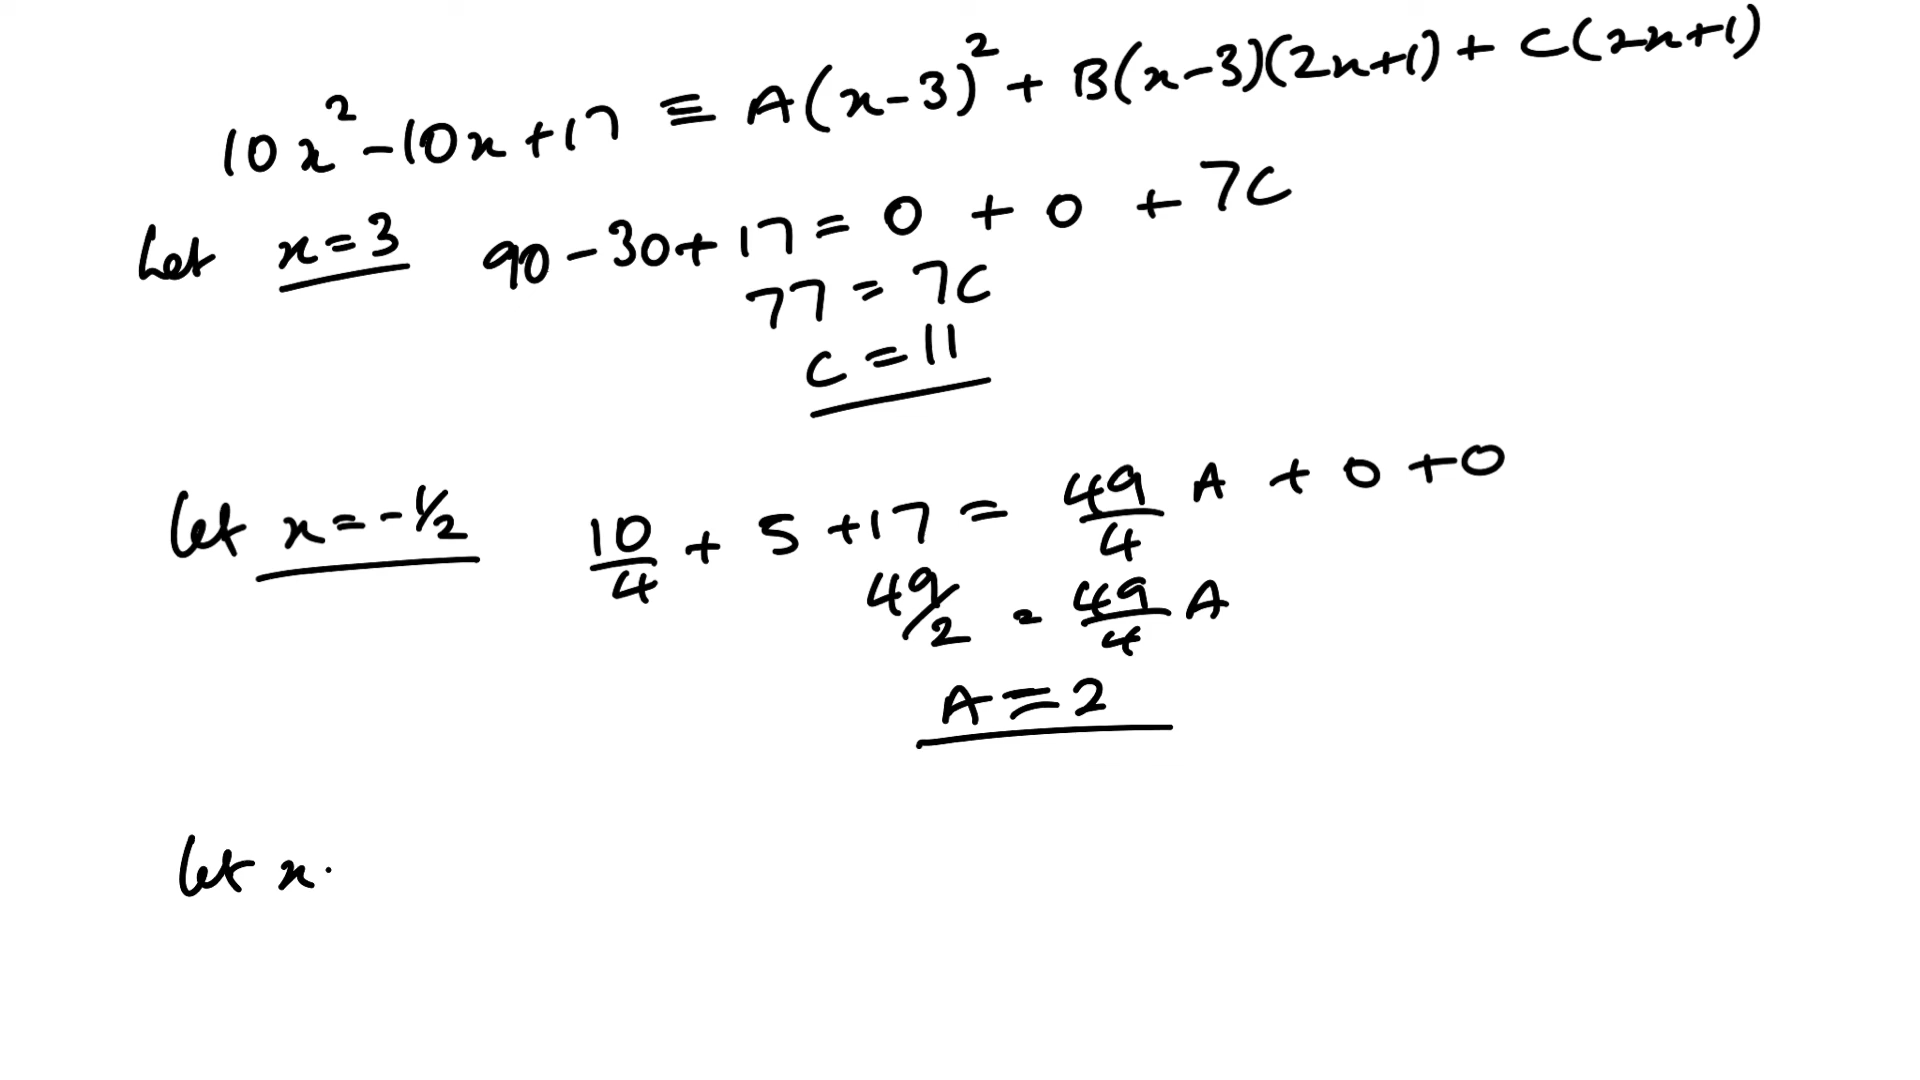 10x² - 10x + 17 ≡ A(x-3)² + B(x-3)(2x+1) + C(2x+1)
Let x=3 90 - 30 + 17 = 0 + 0 + 7C
77 = 7C
C = 11
let x = -1/2 10/4 + 5 + 17 = 49/4 A + 0 + 0
49/2 = 49/4 A
A = 2
let x